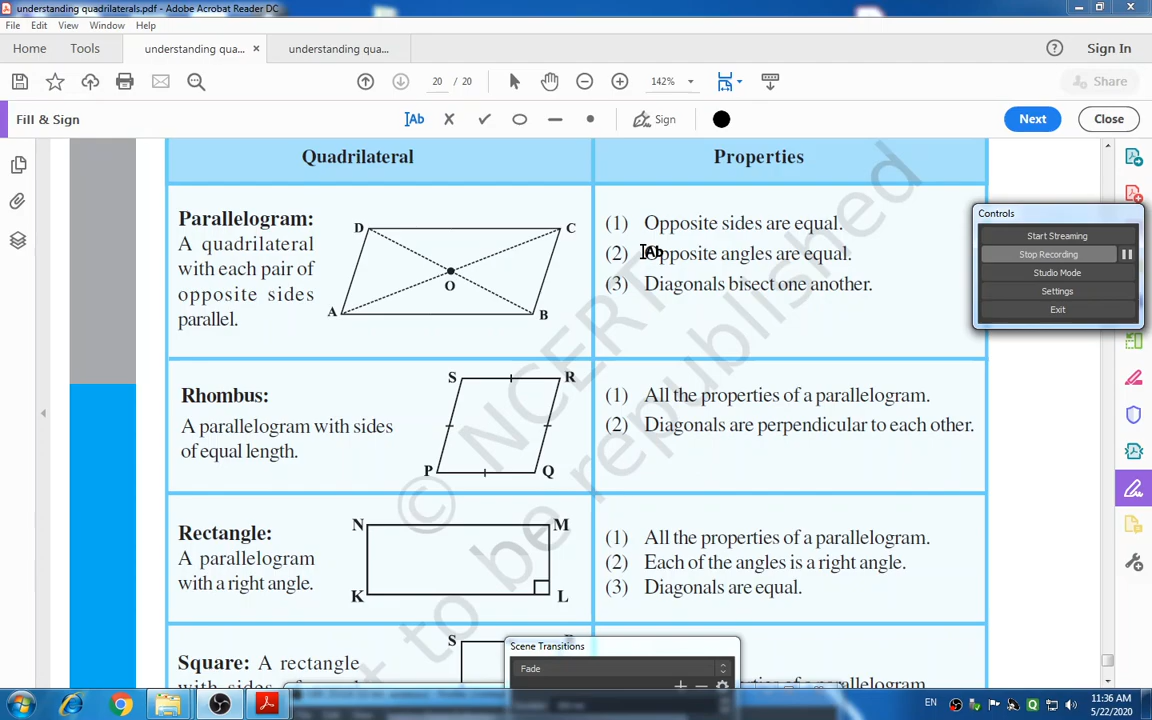 understanding quadrilaterals.pdf - Adobe Acrobat Reader DC
File Edit View Window Help
Home Tools understanding qua... × understanding qua... Sign In
20 / 20 142% Share
Fill & Sign Ab Sign Next Close
Quadrilateral Properties
Parallelogram:
A quadrilateral
with each pair of
opposite sides
parallel.
D C
O
A B
(1) Opposite sides are equal.
(2) Opposite angles are equal.
(3) Diagonals bisect one another.
Controls
Start Streaming
Stop Recording
Studio Mode
Settings
Exit
Rhombus:
A parallelogram with sides
of equal length.
S R
P Q
(1) All the properties of a parallelogram.
(2) Diagonals are perpendicular to each other.
Rectangle:
A parallelogram
with a right angle.
N M
K L
(1) All the properties of a parallelogram.
(2) Each of the angles is a right angle.
(3) Diagonals are equal.
Square: A rectangle
S
Scene Transitions
Fade
© NCERT
not to be republished
EN 11:36 AM
5/22/2020